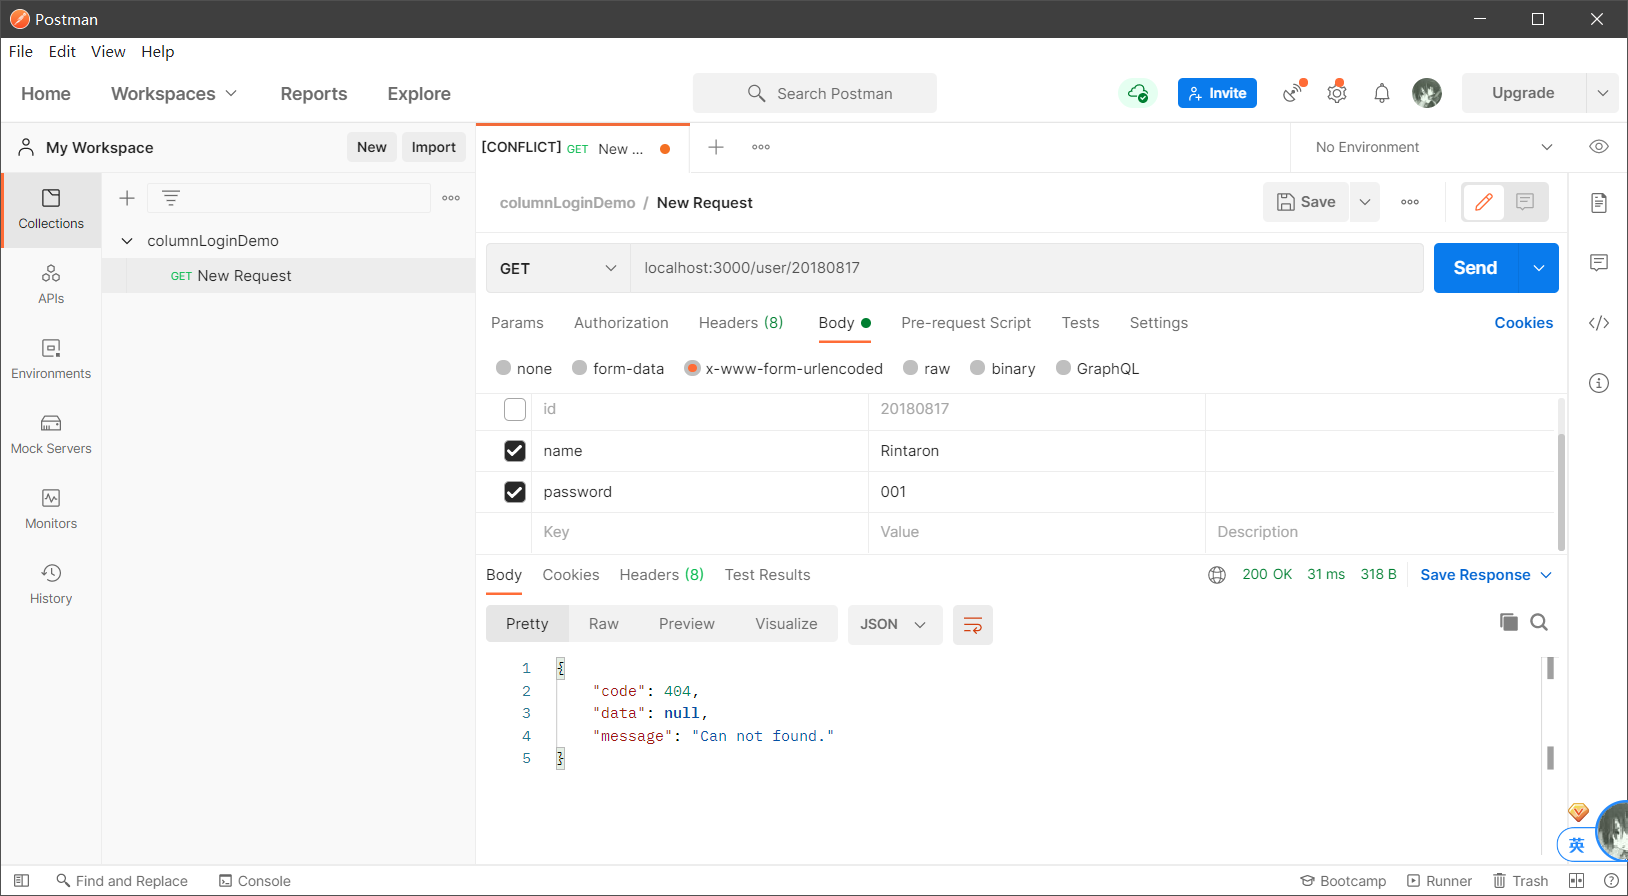 Postman
File Edit View Help
Home Workspaces Reports Explore Search Postman Invite Upgrade
My Workspace New Import [CONFLICT] GET New ... No Environment
Collections
columnLoginDemo / New Request Save
columnLoginDemo
GET New Request
GET localhost:3000/user/20180817 Send
APIs
Params Authorization Headers (8) Body Pre-request Script Tests Settings Cookies
Environments
none form-data x-www-form-urlencoded raw binary GraphQL
id 20180817
Mock Servers
name Rintaron
password 001
Monitors
Key Value Description
Body Cookies Headers (8) Test Results 200 OK 31 ms 318 B Save Response
History
Pretty Raw Preview Visualize JSON
1 {
2 "code": 404,
3 "data": null,
4 "message": "Can not found."
5 }
英
Find and Replace Console Bootcamp Runner Trash